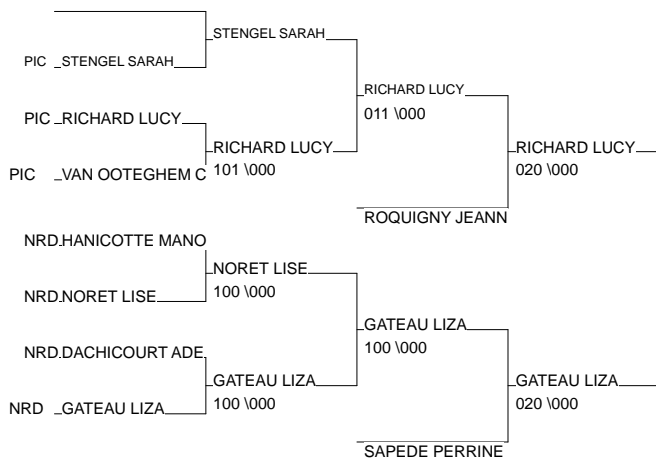 STENGEL SARAH
PIC STENGEL SARAH
RICHARD LUCY
011 \000
PIC RICHARD LUCY
RICHARD LUCY
101 \000
RICHARD LUCY
020 \000
PIC VAN OOTEGHEM C
ROQUIGNY JEANN
NRD HANICOTTE MANO
NORET LISE
100 \000
NRD NORET LISE
GATEAU LIZA
100 \000
NRD DACHICOURT ADE
GATEAU LIZA
100 \000
GATEAU LIZA
020 \000
NRD GATEAU LIZA
SAPEDE PERRINE